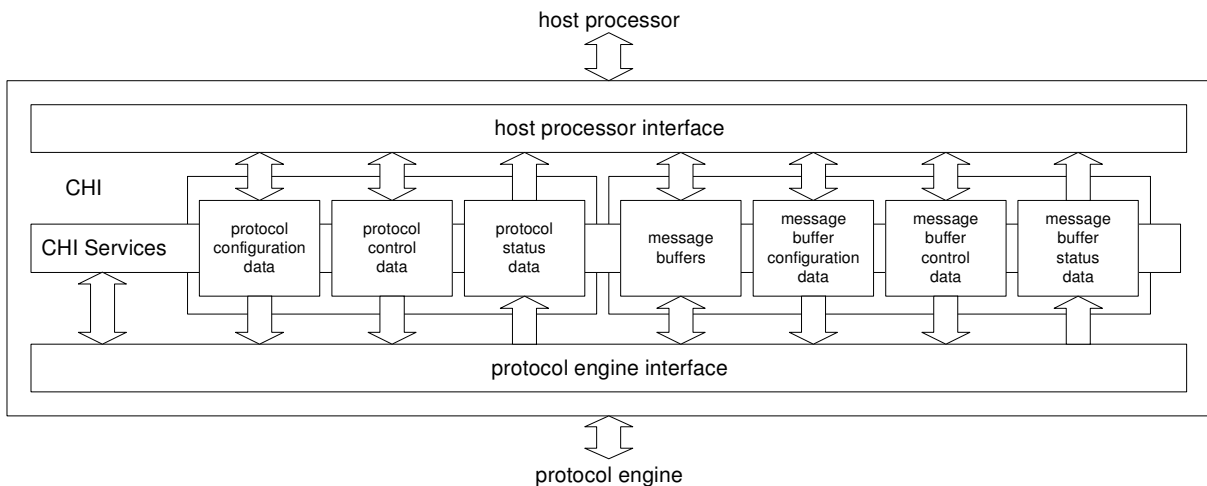 host processor
host processor interface
CHI
CHI Services
protocol
configuration
data
protocol
control
data
protocol
status
data
message
buffers
message
buffer
configuration
data
message
buffer
control
data
message
buffer
status
data
protocol engine interface
protocol engine